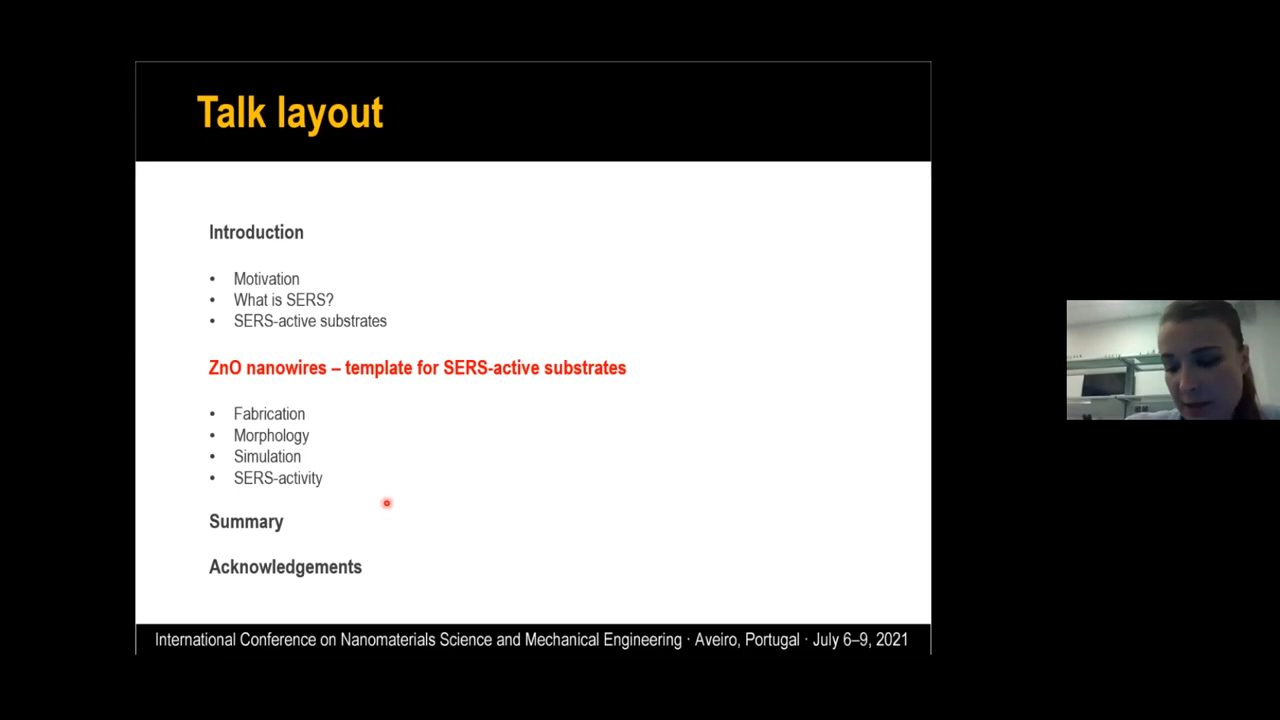 Talk layout
Introduction
• Motivation
• What is SERS?
• SERS-active substrates
ZnO nanowires – template for SERS-active substrates
• Fabrication
• Morphology
• Simulation
• SERS-activity
Summary
Acknowledgements
International Conference on Nanomaterials Science and Mechanical Engineering · Aveiro, Portugal · July 6–9, 2021